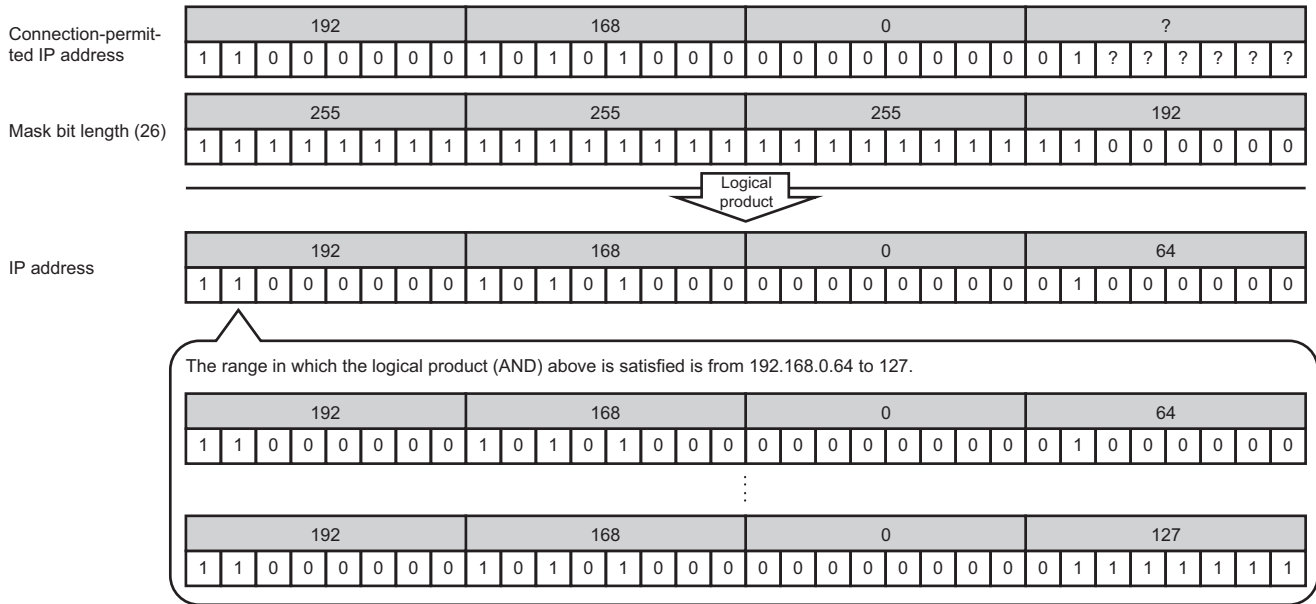 Connection-permit-
ted IP address
192 168 0 ?
1 1 0 0 0 0 0 0 1 0 1 0 1 0 0 0 0 0 0 0 0 0 0 0 0 1 ? ? ? ? ? ?
Mask bit length (26)
255 255 255 192
1 1 1 1 1 1 1 1 1 1 1 1 1 1 1 1 1 1 1 1 1 1 1 1 1 1 0 0 0 0 0 0
Logical
product
IP address
192 168 0 64
1 1 0 0 0 0 0 0 1 0 1 0 1 0 0 0 0 0 0 0 0 0 0 0 0 1 0 0 0 0 0 0
The range in which the logical product (AND) above is satisfied is from 192.168.0.64 to 127.
192 168 0 64
1 1 0 0 0 0 0 0 1 0 1 0 1 0 0 0 0 0 0 0 0 0 0 0 0 1 0 0 0 0 0 0
192 168 0 127
1 1 0 0 0 0 0 0 1 0 1 0 1 0 0 0 0 0 0 0 0 0 0 0 0 1 1 1 1 1 1 1